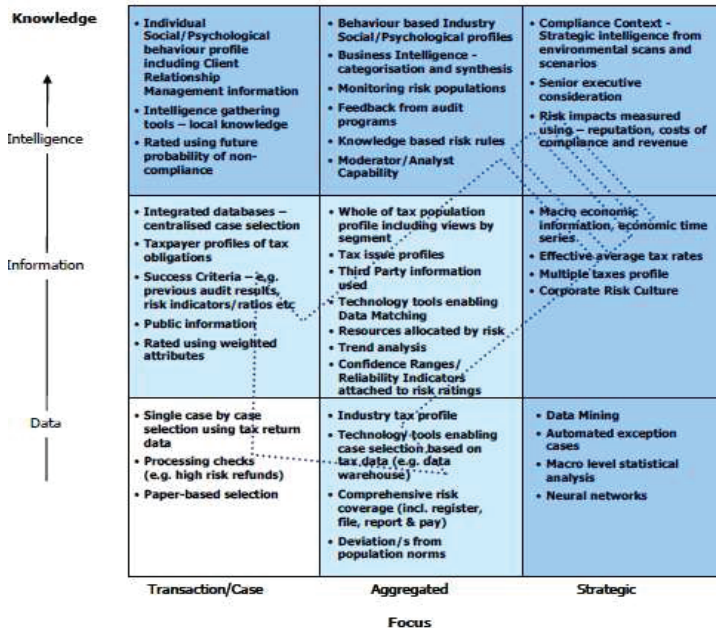 Knowledge
Intelligence
Information
Data
• Individual
Social/Psychological
behaviour profile
including Client
Relationship
Management information
• Intelligence gathering
tools – local knowledge
• Rated using future
probability of non-
compliance
• Behaviour based Industry
Social/Psychological profiles
• Business Intelligence -
categorisation and synthesis
• Monitoring risk populations
• Feedback from audit
programs
• Knowledge based risk rules
• Moderator/Analyst
Capability
• Compliance Context -
Strategic intelligence from
environmental scans and
scenarios
• Senior executive
consideration
• Risk impacts measured
using – reputation, costs of
compliance and revenue
• Integrated databases –
centralised case selection
• Taxpayer profiles of tax
obligations
• Success Criteria – e.g.
previous audit results,
risk indicators/ratios etc
• Public information
• Rated using weighted
attributes
• Whole of tax population
profile including views by
segment
• Tax issue profiles
• Third Party information
used
• Technology tools enabling
Data Matching
• Resources allocated by risk
• Trend analysis
• Confidence Ranges/
Reliability Indicators
attached to risk ratings
• Macro economic
information, economic time
series.
• Effective average tax rates
• Multiple taxes profile
• Corporate Risk Culture
• Single case by case
selection using tax return
data
• Processing checks
(e.g. high risk refunds)
• Paper-based selection
• Industry tax profile
• Technology tools enabling
case selection based on
tax data (e.g. data
warehouse)
• Comprehensive risk
coverage (incl. register,
file, report & pay)
• Deviation/s from
population norms
• Data Mining
• Automated exception
cases
• Macro level statistical
analysis
• Neural networks
Transaction/Case
Aggregated
Strategic
Focus